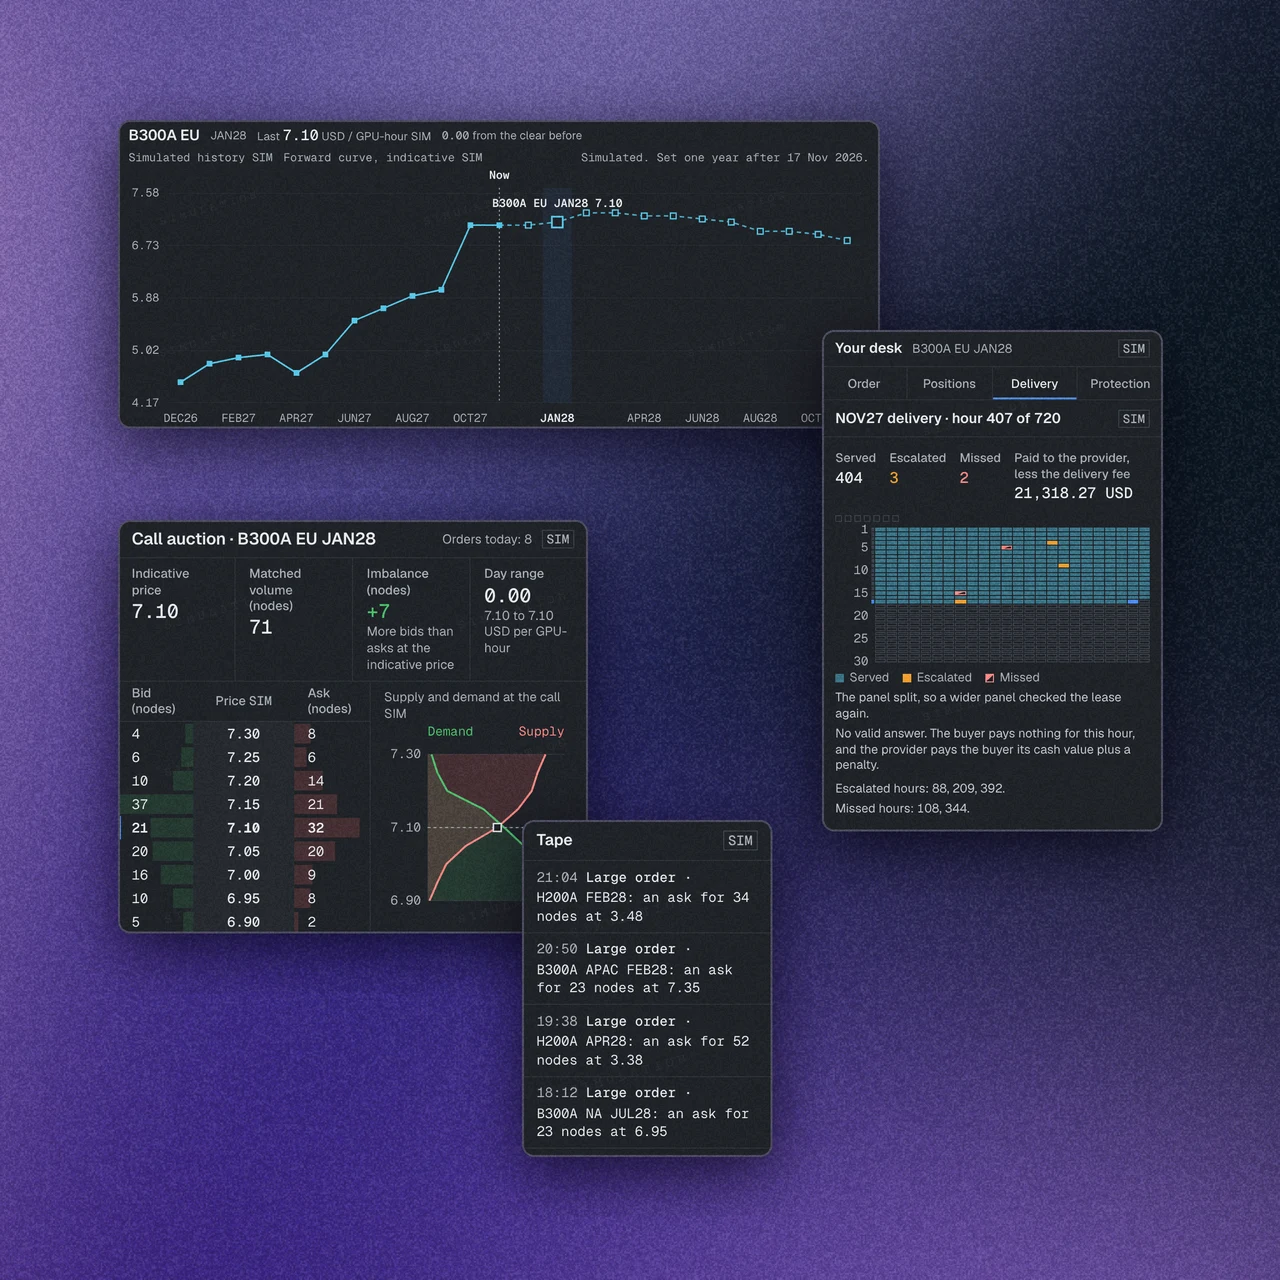 B300A EU JAN28 Last 7.10 USD / GPU-hour SIM 0.00 from the clear before
Simulated history SIM Forward curve, indicative SIM Simulated. Set one year after 17 Nov 2026.
Now
7.58
B300A EU JAN28 7.10
6.73
5.88
5.02
4.17
DEC26 FEB27 APR27 JUN27 AUG27 OCT27 JAN28 APR28 JUN28 AUG28 OCT
Your desk B300A EU JAN28 SIM
Order Positions Delivery Protection
NOV27 delivery · hour 407 of 720 SIM
Served Escalated Missed Paid to the provider,
less the delivery fee
404 3 2
21,318.27 USD
1
5
10
15
20
25
30
Served Escalated Missed
The panel split, so a wider panel checked the lease
again.
No valid answer. The buyer pays nothing for this hour,
and the provider pays the buyer its cash value plus a
penalty.
Escalated hours: 88, 209, 392.
Missed hours: 108, 344.
Call auction · B300A EU JAN28 Orders today: 8 SIM
Indicative
price
7.10
Matched
volume
(nodes)
71
Imbalance
(nodes)
+7
More bids than
asks at the
indicative price
Day range
0.00
7.10 to 7.10
USD per GPU-
hour
Bid
(nodes)
Price SIM
Ask
(nodes)
4 7.30 8
6 7.25 6
10 7.20 14
37 7.15 21
21 7.10 32
20 7.05 20
16 7.00 9
10 6.95 8
5 6.90 2
Supply and demand at the call
SIM
Demand Supply
7.30
7.10
6.90
Tape SIM
21:04 Large order ·
H200A FEB28: an ask for 34
nodes at 3.48
20:50 Large order ·
B300A APAC FEB28: an ask
for 23 nodes at 7.35
19:38 Large order ·
H200A APR28: an ask for 52
nodes at 3.38
18:12 Large order ·
B300A NA JUL28: an ask for
23 nodes at 6.95